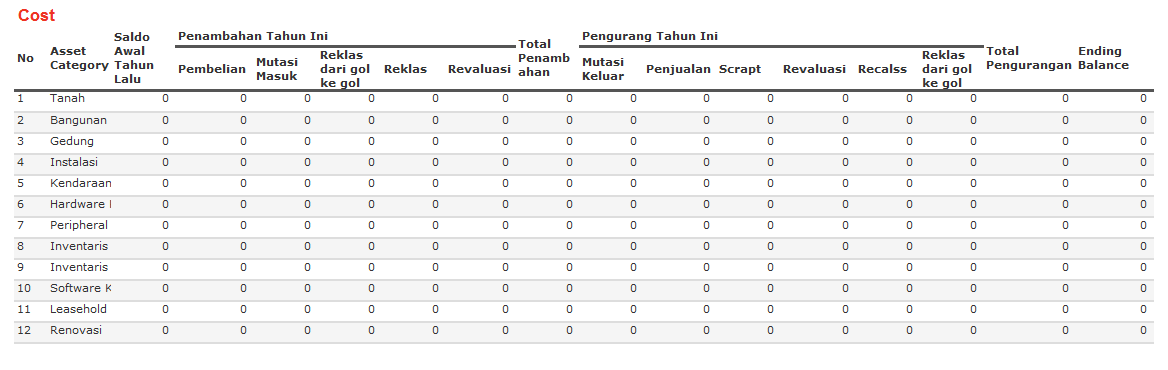 Cost
No Asset Category Saldo Awal Tahun Lalu Penambahan Tahun Ini Total Penamb ahan Pengurang Tahun Ini Total Pengurangan Ending Balance
Pembelian Mutasi Masuk Reklas dari gol ke gol Reklas Revaluasi Mutasi Keluar Penjualan Scrapt Revaluasi Recalss Reklas dari gol ke gol
1 Tanah 0 0 0 0 0 0 0 0 0 0 0 0 0 0 0
2 Bangunan 0 0 0 0 0 0 0 0 0 0 0 0 0 0 0
3 Gedung 0 0 0 0 0 0 0 0 0 0 0 0 0 0 0
4 Instalasi 0 0 0 0 0 0 0 0 0 0 0 0 0 0 0
5 Kendaraan 0 0 0 0 0 0 0 0 0 0 0 0 0 0 0
6 Hardware 0 0 0 0 0 0 0 0 0 0 0 0 0 0 0
7 Peripheral 0 0 0 0 0 0 0 0 0 0 0 0 0 0 0
8 Inventaris 0 0 0 0 0 0 0 0 0 0 0 0 0 0 0
9 Inventaris 0 0 0 0 0 0 0 0 0 0 0 0 0 0 0
10 Software K 0 0 0 0 0 0 0 0 0 0 0 0 0 0 0
11 Leasehold 0 0 0 0 0 0 0 0 0 0 0 0 0 0 0
12 Renovasi 0 0 0 0 0 0 0 0 0 0 0 0 0 0 0